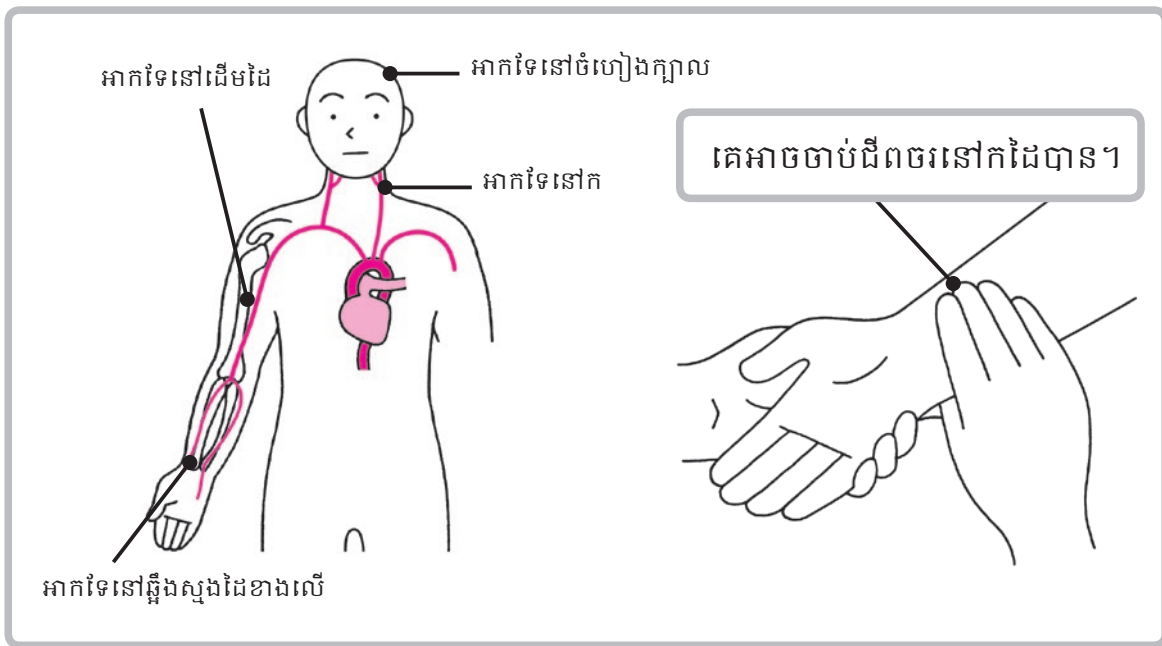 អាកទែនៅដើមដៃ
អាកទែនៅចំហៀងក្បាល
អាកទែនៅក
អាកទែនៅឆ្អឹងស្មងដៃខាងលើ
គេអាចចាប់ជីពចរនៅកដៃបាន។